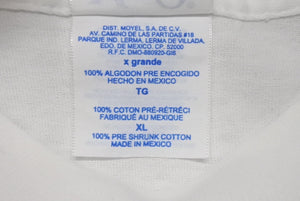 DIST. MOYEL, S.A. DE C.V.
AV. CAMINO DE LAS PARTIDAS #18
PARQUE IND. LERMA, LERMA DE VILLADA,
EDO, DE MEXICO, CP. 52000
R.F.C. DMO-880920-GI5
x grande
100% ALGODON PRE ENCOGIDO
HECHO EN MEXICO
TG
100% COTON PRÉ-RÉTRÉCI
FABRIQUÉ AU MEXIQUE
XL
100% PRE SHRUNK COTTON
MADE IN MEXICO